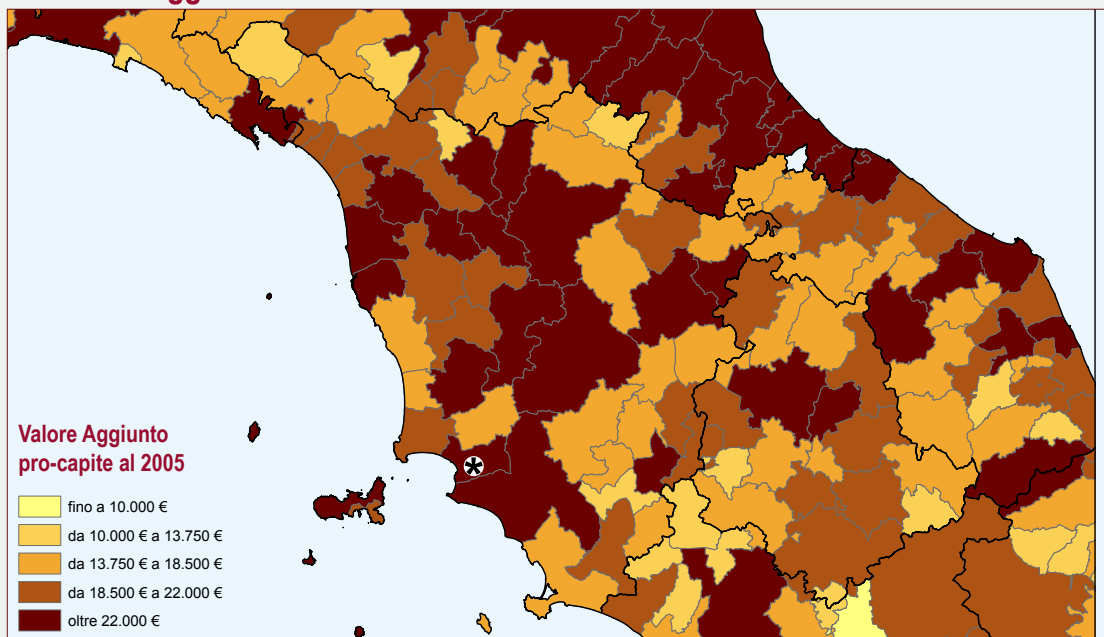 Valore Aggiunto
pro-capite al 2005
fino a 10.000 €
da 10.000 € a 13.750 €
da 13.750 € a 18.500 €
da 18.500 € a 22.000 €
oltre 22.000 €
*